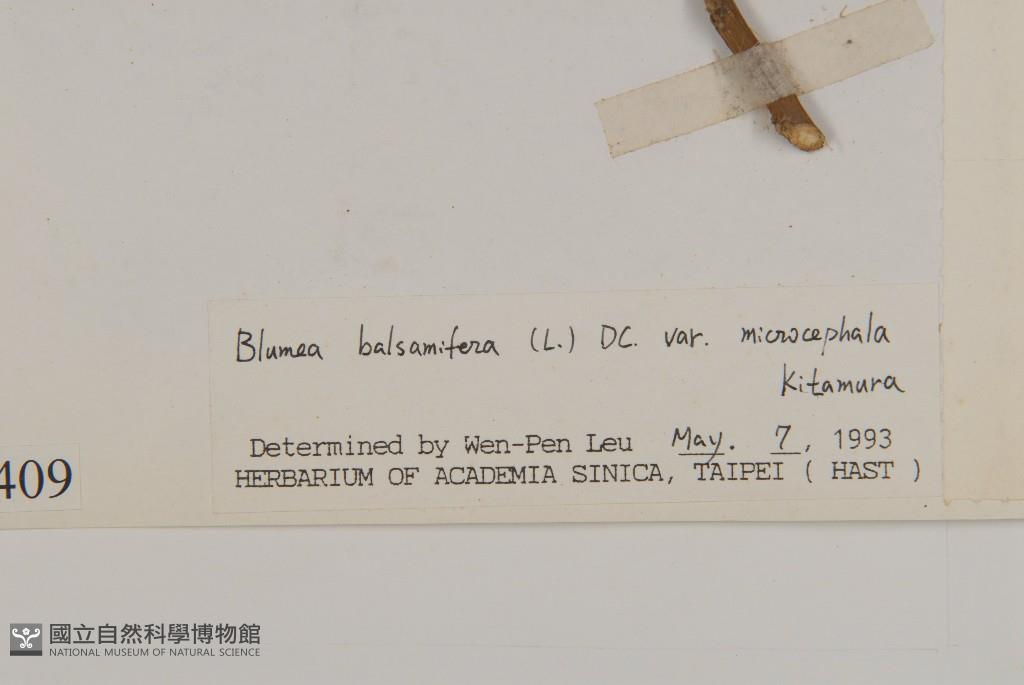 Blumea balsamifera (L.) DC. var. microcephala
Kitamura
Determined by Wen-Pen Leu May. 7, 1993
HERBARIUM OF ACADEMIA SINICA, TAIPEI ( HAST )
409
國立自然科學博物館
NATIONAL MUSEUM OF NATURAL SCIENCE